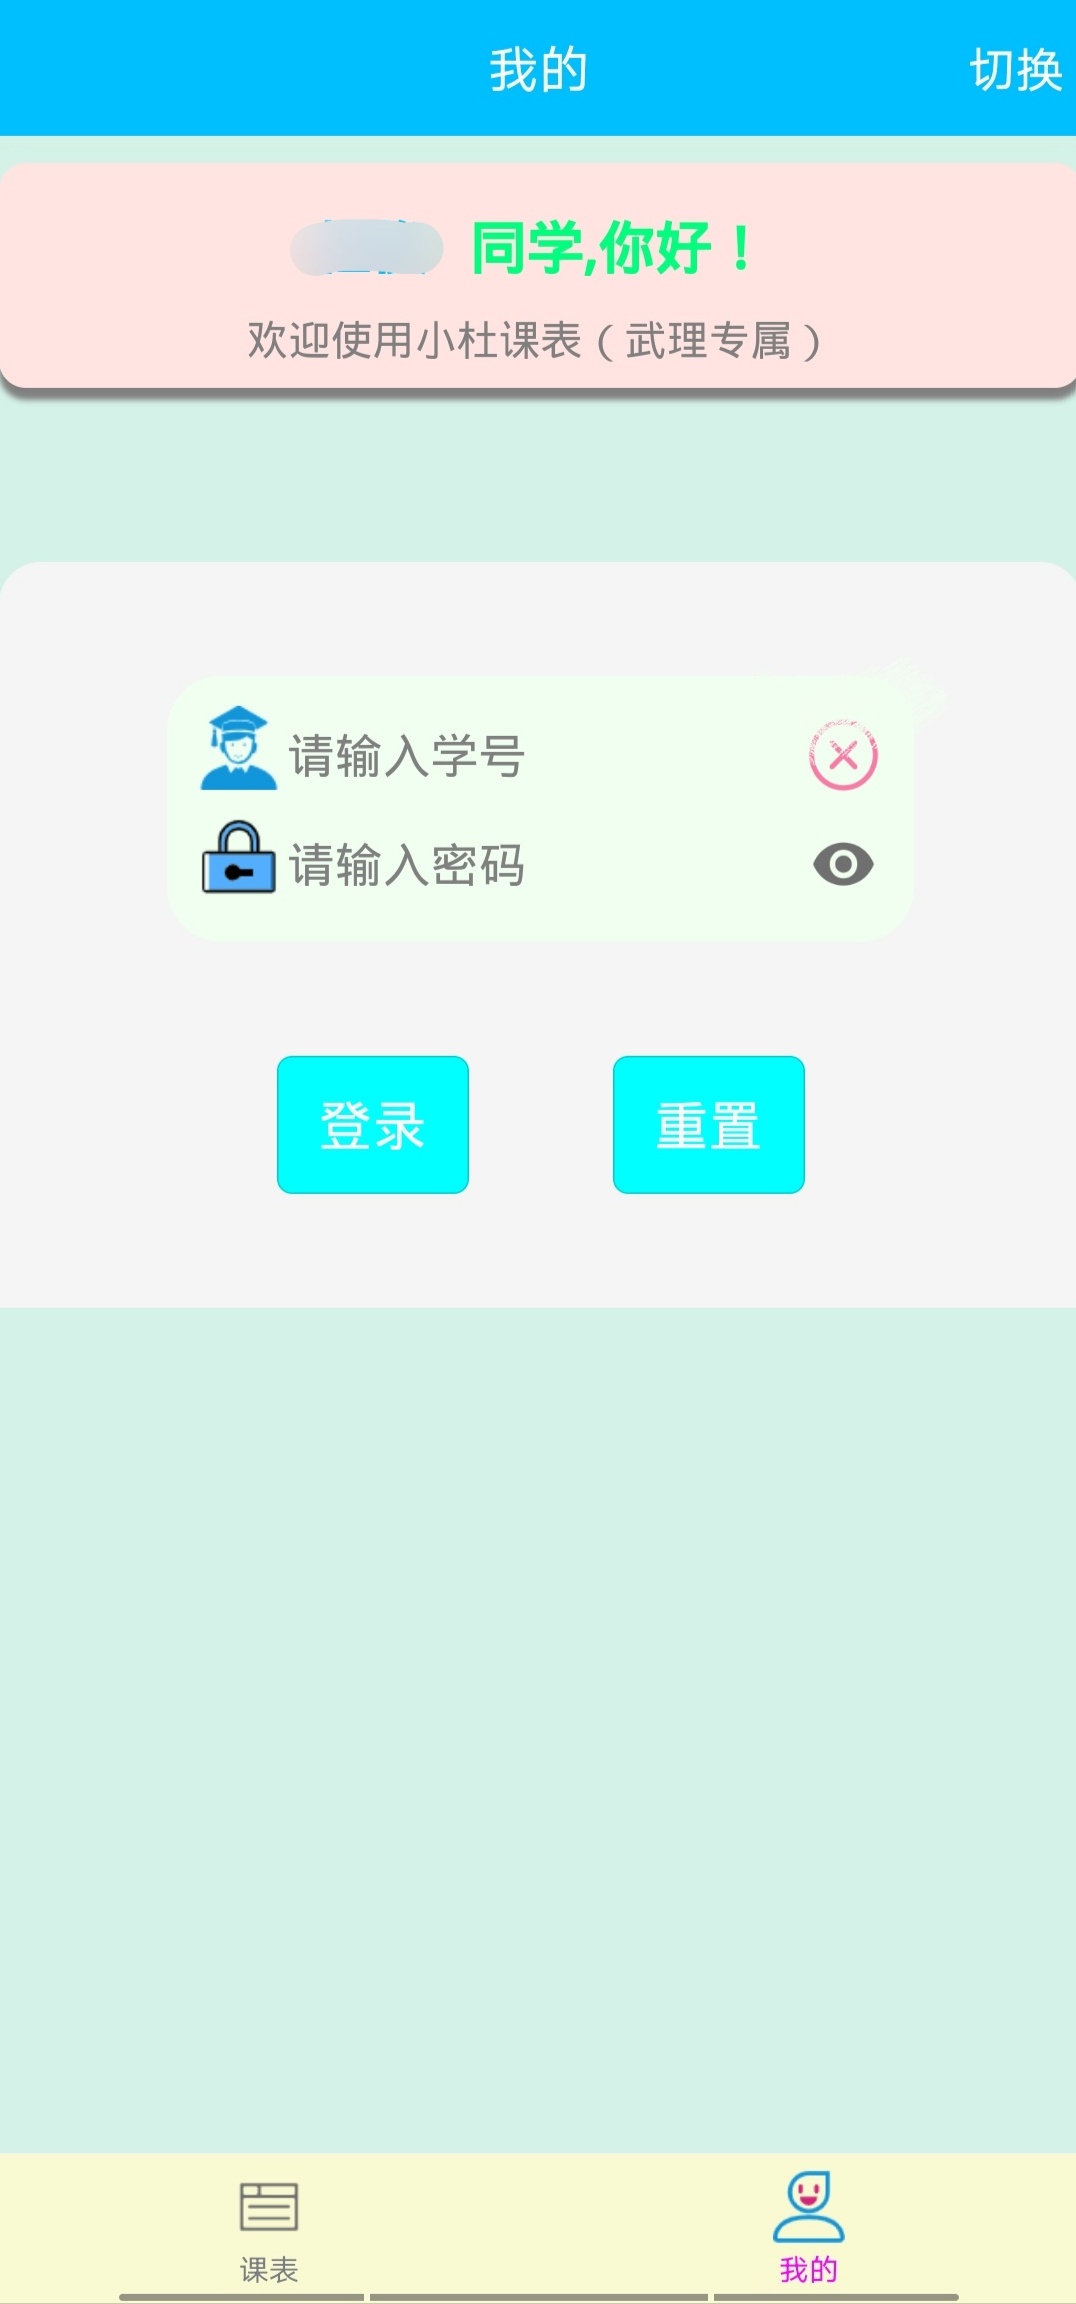 我的
切换
同学,你好！
欢迎使用小杜课表（武理专属）
请输入学号
请输入密码
登录
重置
课表
我的